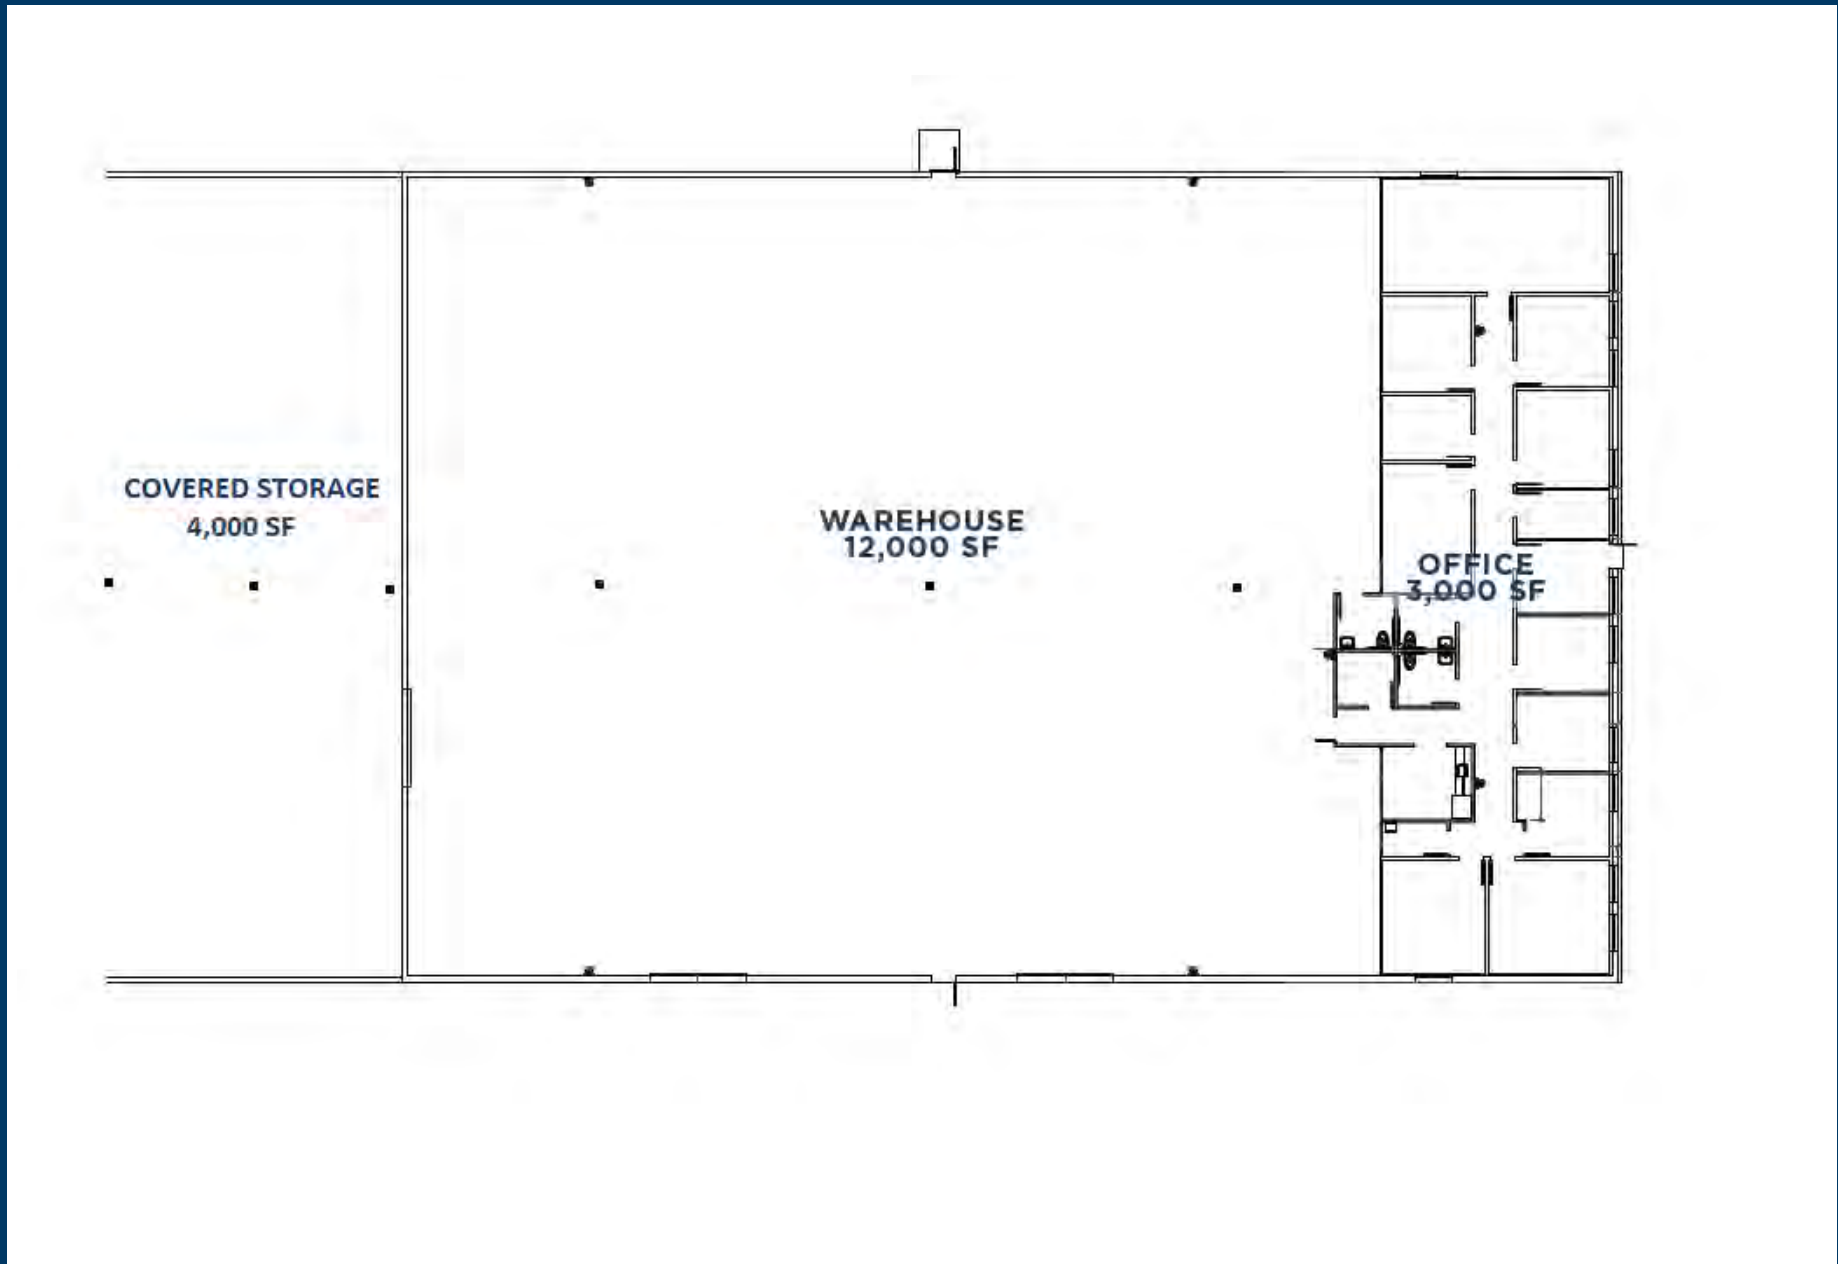 COVERED STORAGE
4,000 SF
WAREHOUSE
12,000 SF
OFFICE
3,000 SF